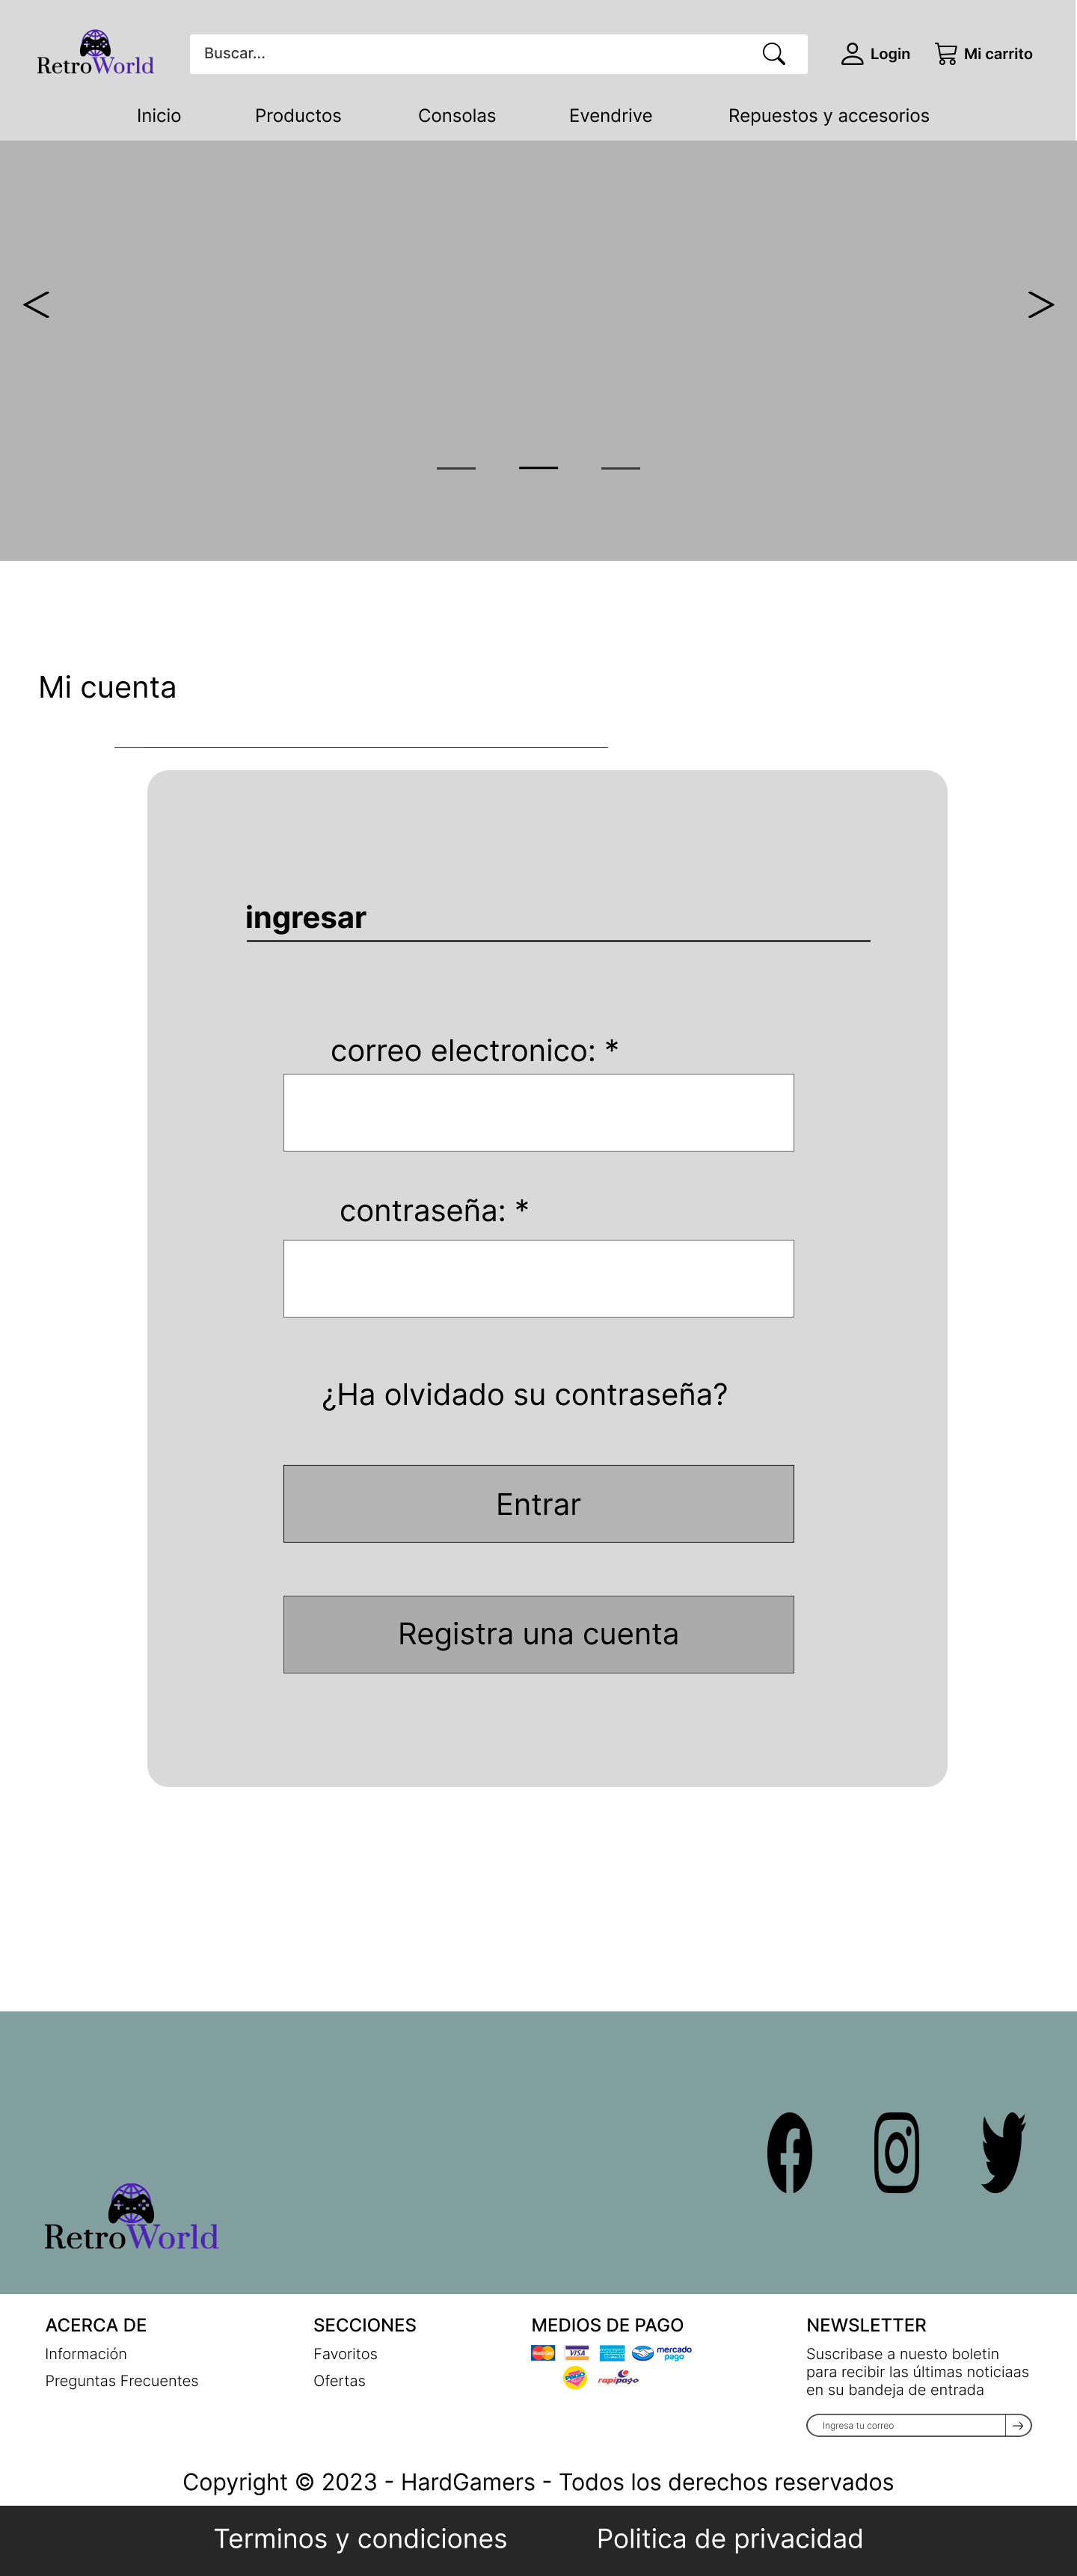 RetroWorld
Buscar...
Login
Mi carrito
Inicio
Productos
Consolas
Evendrive
Repuestos y accesorios
<
>
Mi cuenta
ingresar
correo electronico: *
contraseña: *
¿Ha olvidado su contraseña?
Entrar
Registra una cuenta
RetroWorld
ACERCA DE
Información
Preguntas Frecuentes
SECCIONES
Favoritos
Ofertas
MEDIOS DE PAGO
VISA
mercado
pago
rapipago
NEWSLETTER
Suscribase a nuesto boletin
para recibir las últimas noticiaas
en su bandeja de entrada
Ingresa tu correo
Copyright © 2023 - HardGamers - Todos los derechos reservados
Terminos y condiciones
Politica de privacidad